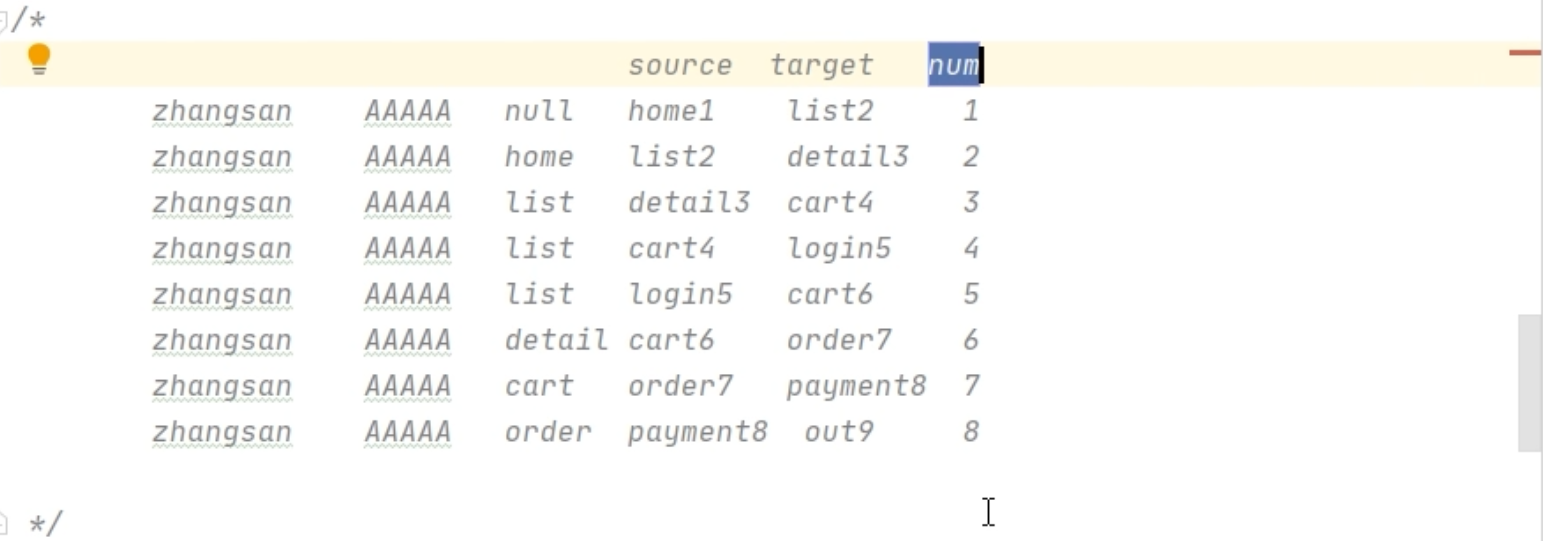 /*
source target num
zhangsan AAAAA null home1 list2 1
zhangsan AAAAA home list2 detail3 2
zhangsan AAAAA list detail3 cart4 3
zhangsan AAAAA list cart4 login5 4
zhangsan AAAAA list login5 cart6 5
zhangsan AAAAA detail cart6 order7 6
zhangsan AAAAA cart order7 payment8 7
zhangsan AAAAA order payment8 out9 8
*/